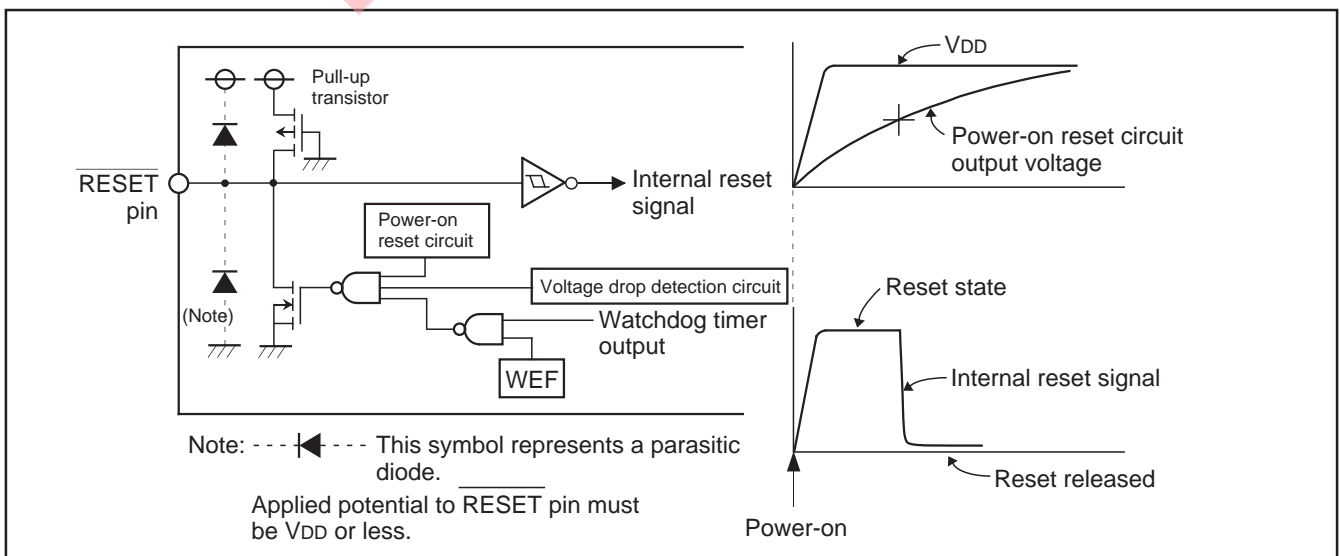 VDD
Pull-up
transistor
Power-on reset circuit
output voltage
RESET
pin
Internal reset
signal
Power-on
reset circuit
Voltage drop detection circuit
(Note)
Watchdog timer
output
WEF
Reset state
Internal reset signal
Reset released
Power-on
Note: This symbol represents a parasitic
diode.
Applied potential to RESET pin must
be VDD or less.